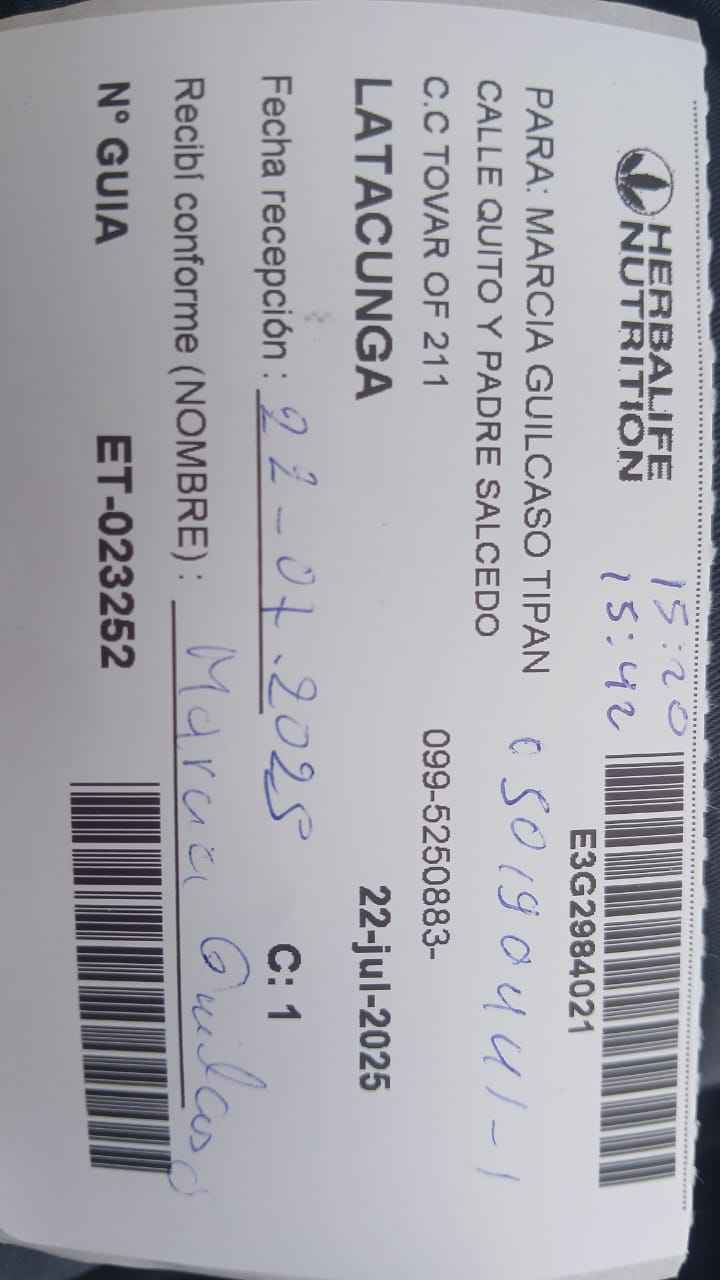 HERBALIFE
NUTRITION
15:20
15:42
E3G2984021
PARA: MARCIA GUILCASO TIPAN
CALLE QUITO Y PADRE SALCEDO
050190441-1
C.C TOVAR OF 211 099-5250883-
LATACUNGA 22-jul-2025
Fecha recepción : 22-07-2025 C: 1
Recibí conforme (NOMBRE) : Marcia Guilcaso
N° GUIA ET-023252